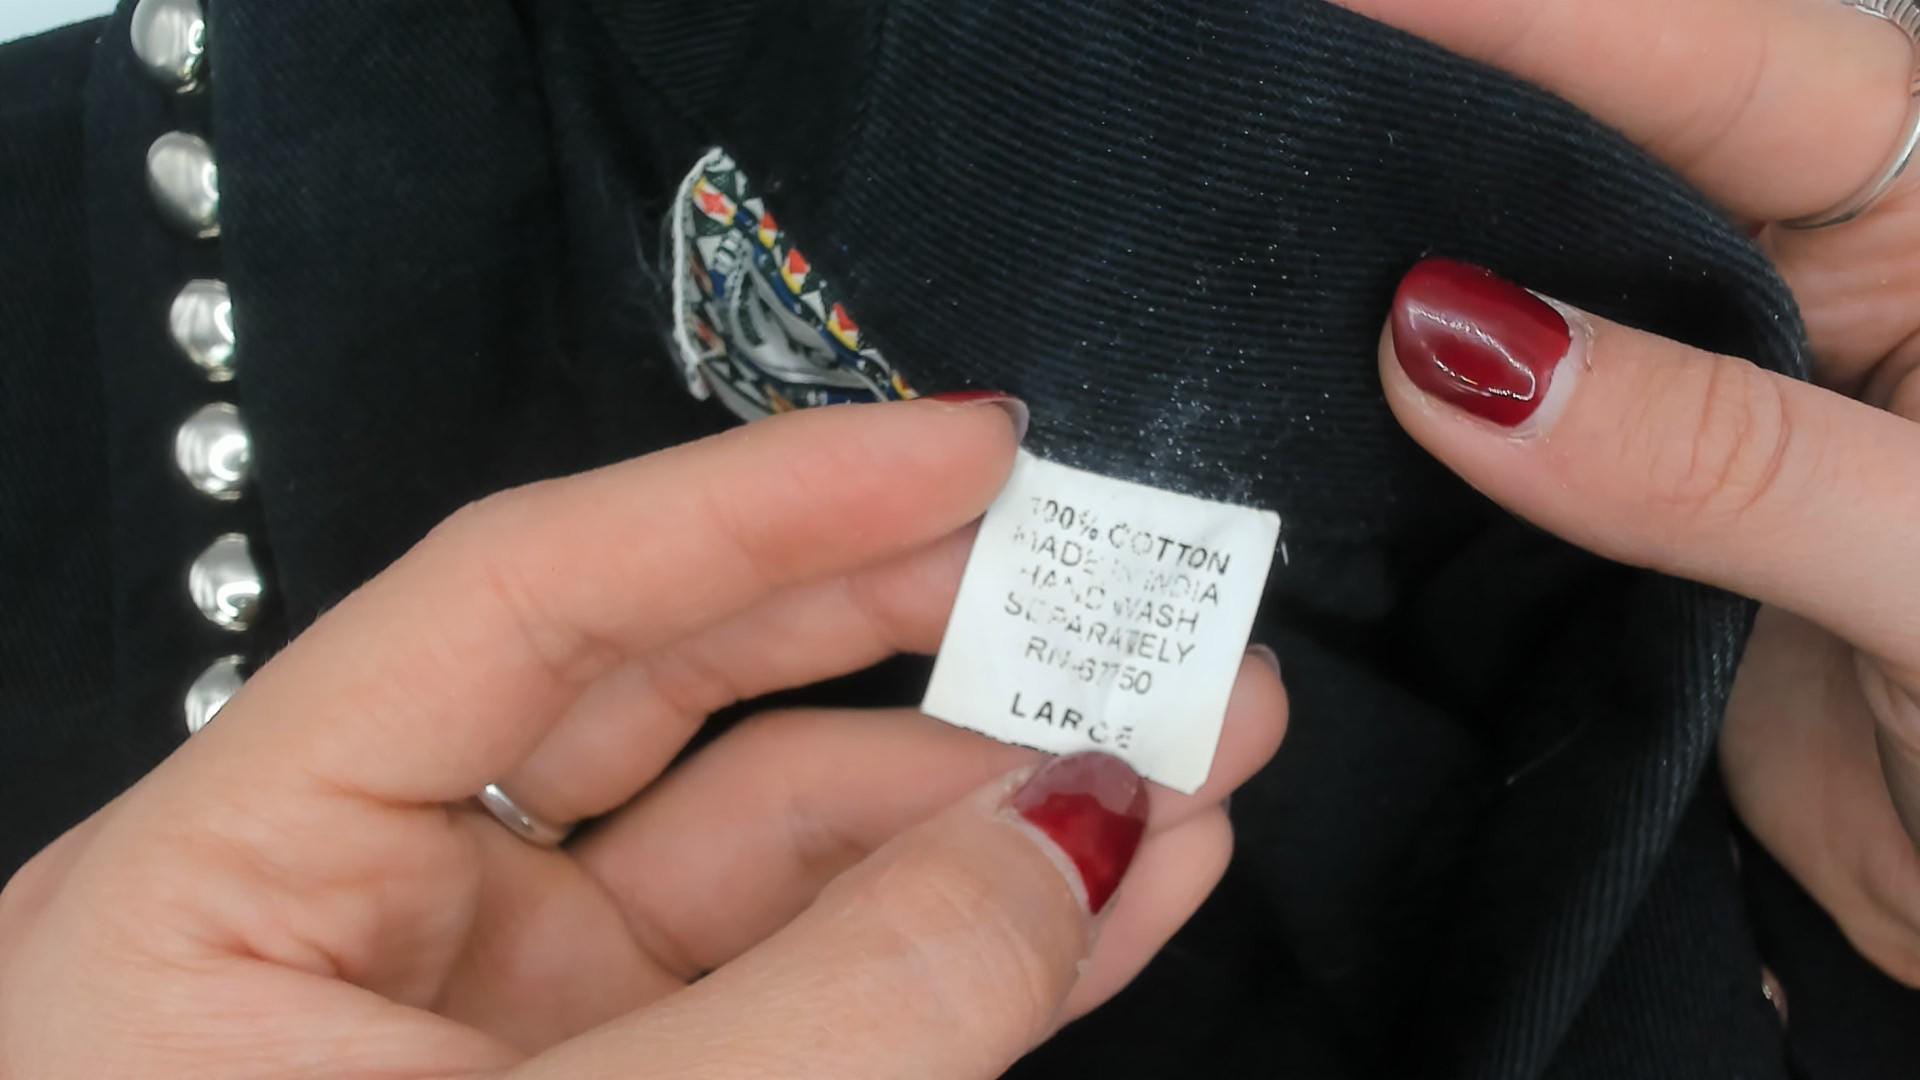 100% COTTON
MADE IN INDIA
HAND WASH
SEPARATELY
RN-67750
LARGE